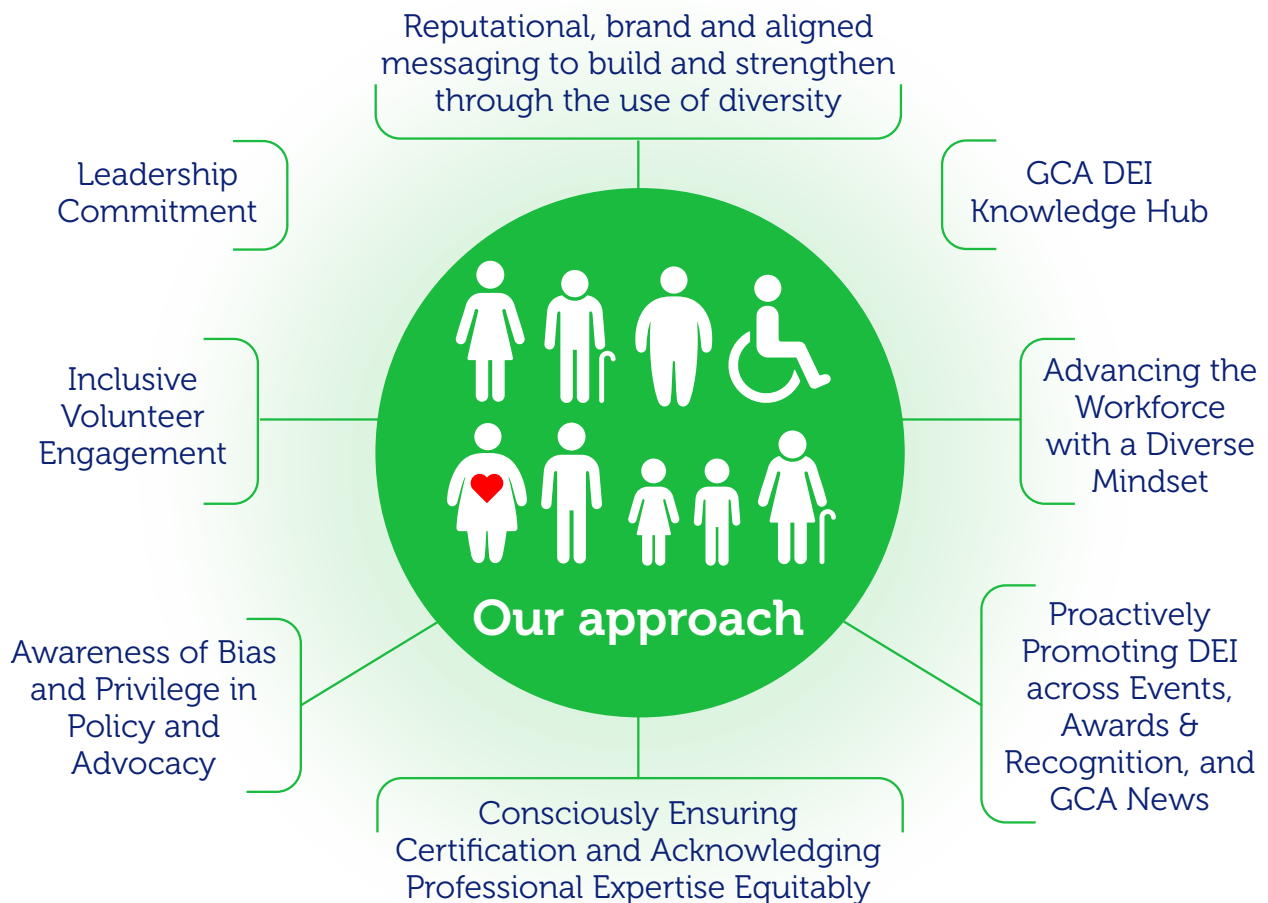 Reputational, brand and aligned
messaging to build and strengthen
through the use of diversity
Leadership
Commitment
GCA DEI
Knowledge Hub
Inclusive
Volunteer
Engagement
Advancing the
Workforce
with a Diverse
Mindset
Our approach
Awareness of Bias
and Privilege in
Policy and
Advocacy
Proactively
Promoting DEI
across Events,
Awards &
Recognition, and
GCA News
Consciously Ensuring
Certification and Acknowledging
Professional Expertise Equitably